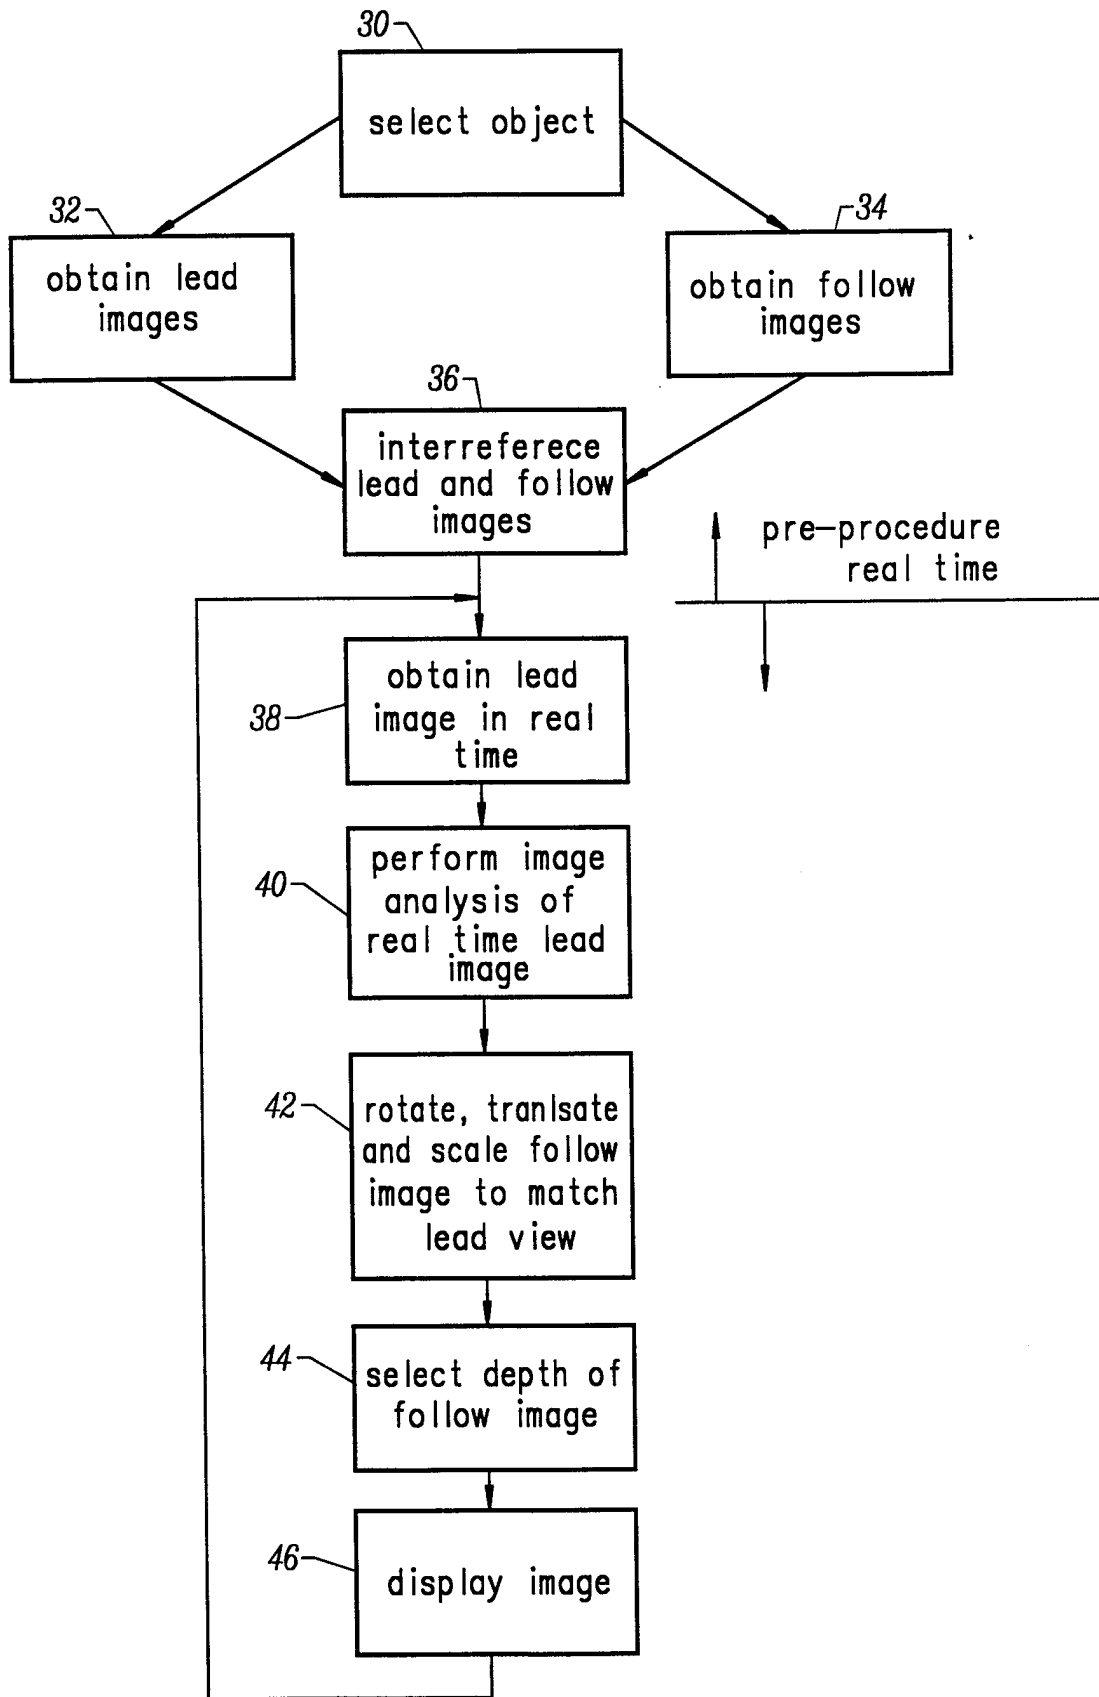 30
select object
32
obtain lead
images
34
obtain follow
images
36
interreferece
lead and follow
images
pre-procedure
real time
38
obtain lead
image in real
time
40
perform image
analysis of
real time lead
image
42
rotate, tranlsate
and scale follow
image to match
lead view
44
select depth of
follow image
46
display image